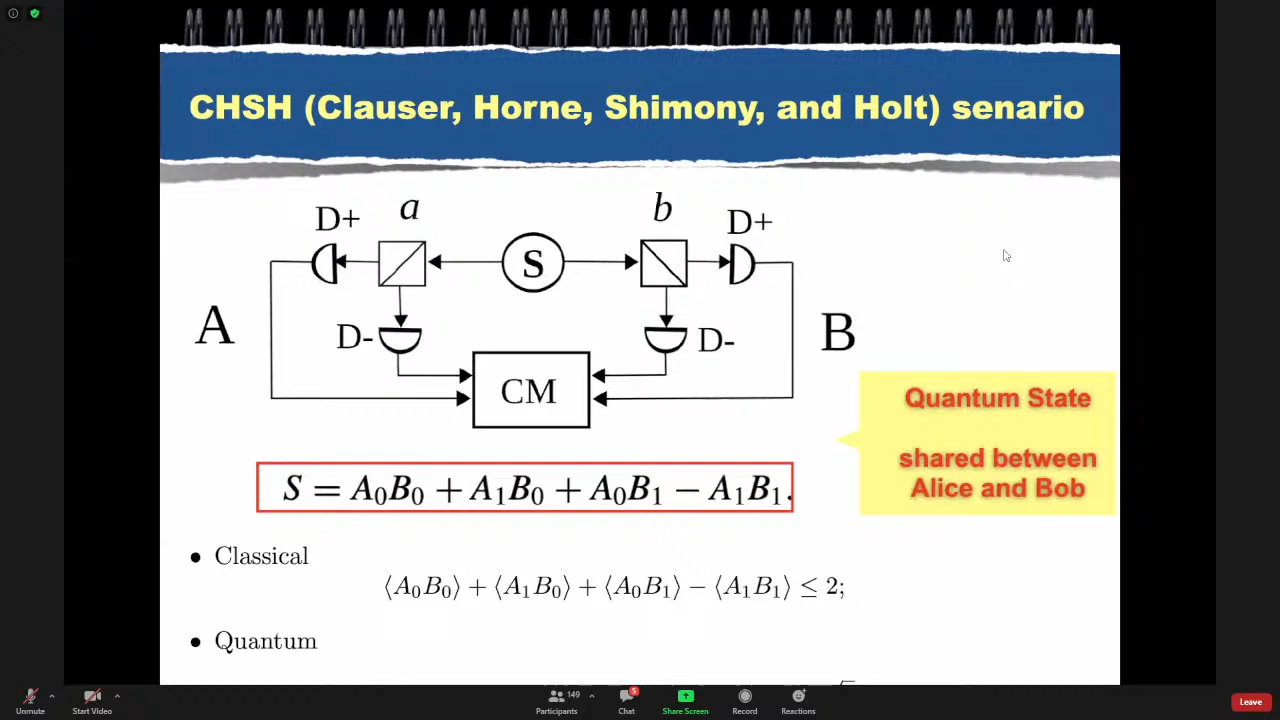 CHSH (Clauser, Horne, Shimony, and Holt) senario
D+ a b D+
S
A D- D- B
CM
Quantum State
shared between
Alice and Bob
S = A₀B₀ + A₁B₀ + A₀B₁ − A₁B₁.
• Classical
⟨A₀B₀⟩ + ⟨A₁B₀⟩ + ⟨A₀B₁⟩ − ⟨A₁B₁⟩ ≤ 2;
• Quantum
Unmute
Start Video
149
Participants
5
Chat
Share Screen
Record
Reactions
Leave